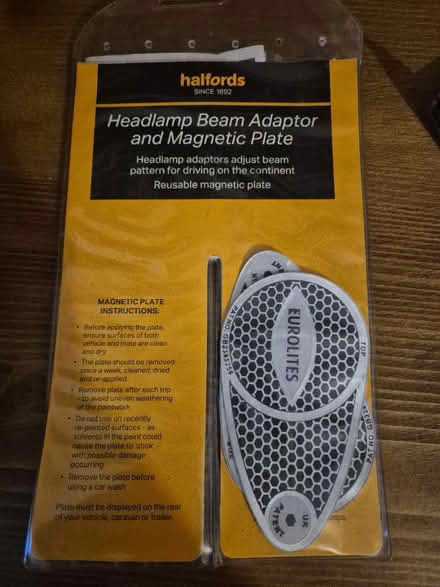 halfords
SINCE 1892
Headlamp Beam Adaptor
and Magnetic Plate
Headlamp adaptors adjust beam
pattern for driving on the continent
Reusable magnetic plate
MAGNETIC PLATE
INSTRUCTIONS:
• Before applying the plate,
ensure surfaces of both
vehicle and plate are clean
and dry
• The plate should be removed
once a week, cleaned, dried
and re-applied
• Remove plate after each trip
- to avoid uneven weathering
of the paintwork
• Do not use on recently
re-painted surfaces - as
solvents in the paint could
cause the plate to 'stick' -
with possible damage
occurring
• Remove the plate before
using a car wash
Plate must be displayed on the rear
of your vehicle, caravan or trailer.
EUROLITES
TOP
UK